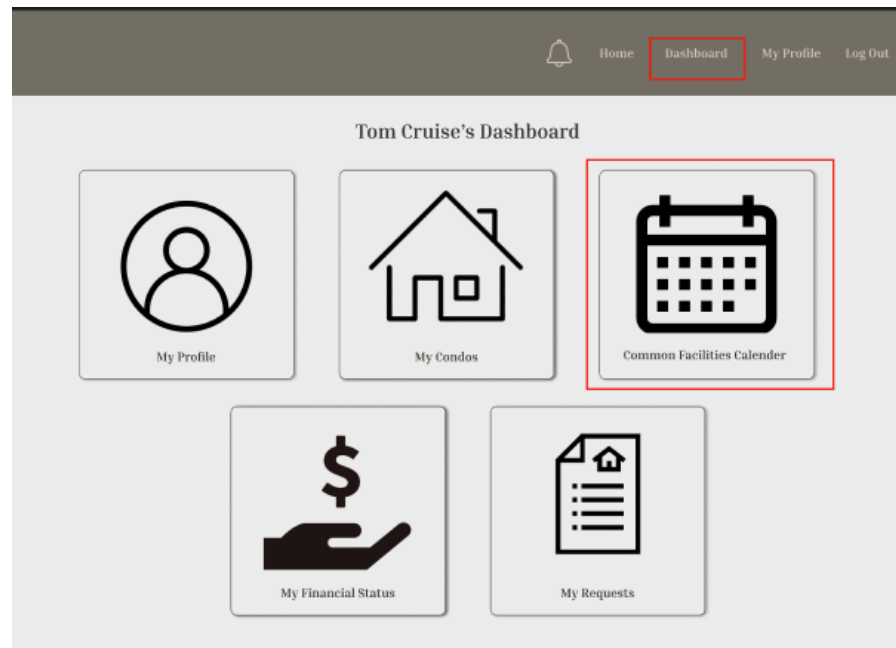 Home Dashboard My Profile Log Out
Tom Cruise's Dashboard
My Profile
My Condos
Common Facilities Calender
$
My Financial Status
My Requests